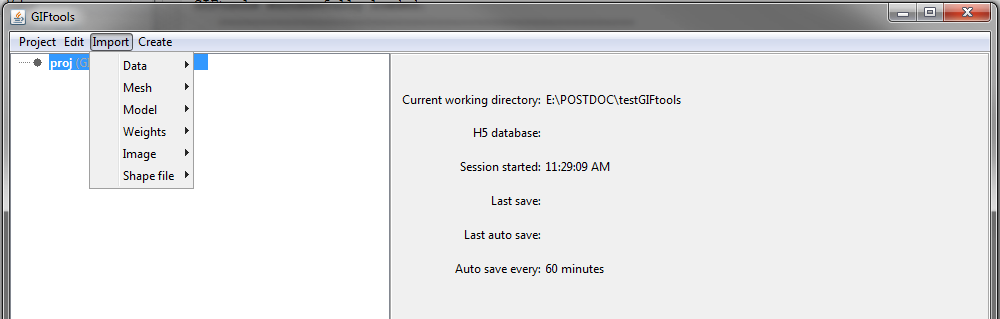 GIFtools
Project Edit Import Create
proj (G
Data
Mesh
Model
Weights
Image
Shape file
Current working directory: E:\POSTDOC\testGIFtools
H5 database:
Session started: 11:29:09 AM
Last save:
Last auto save:
Auto save every: 60 minutes